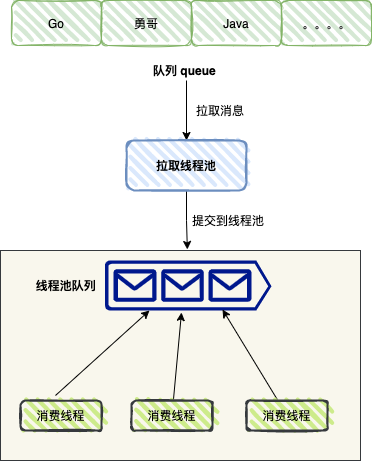 Go
勇哥
Java
。。。。
队列 queue
拉取消息
拉取线程池
提交到线程池
线程池队列
消费线程
消费线程
消费线程